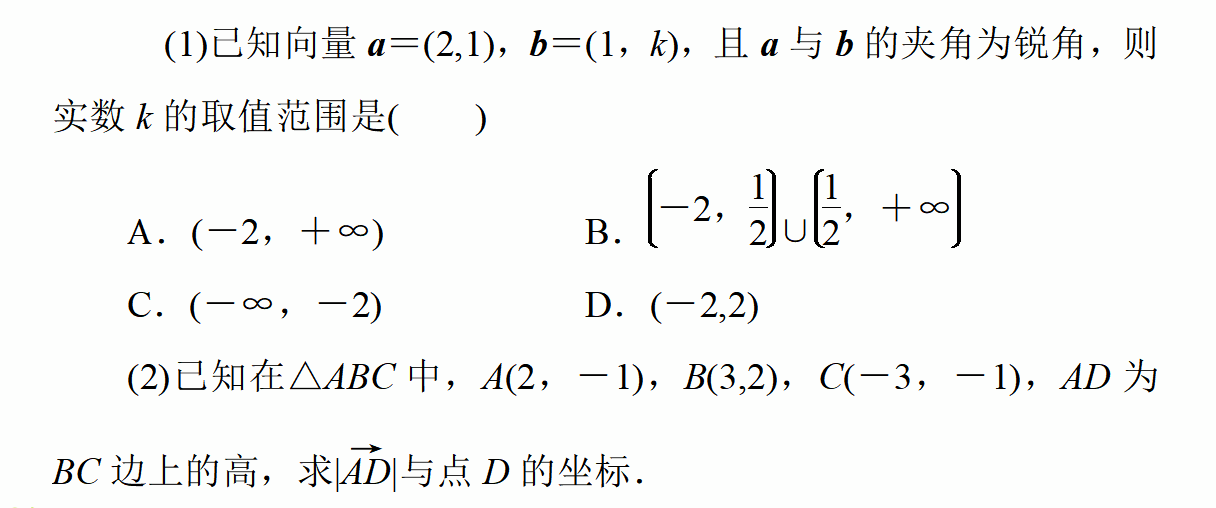 (1)已知向量 a＝(2,1)，b＝(1，k)，且 a 与 b 的夹角为锐角，则
实数 k 的取值范围是(　　)
A．(－2，＋∞)　　B．(－2，1/2)∪(1/2，＋∞)
C．(－∞，－2)　　D．(－2,2)
(2)已知在△ABC 中，A(2，－1)，B(3,2)，C(－3，－1)，AD 为
BC 边上的高，求|\overrightarrow{AD}|与点 D 的坐标．